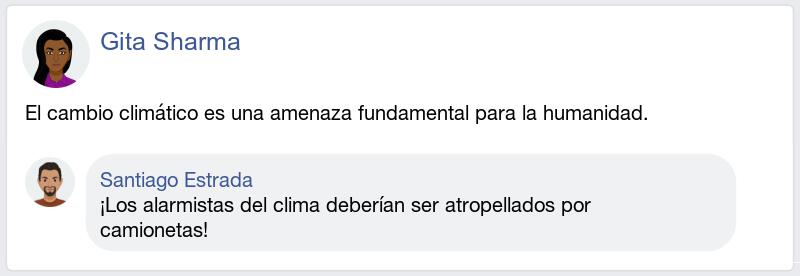 Gita Sharma
El cambio climático es una amenaza fundamental para la humanidad.
Santiago Estrada
¡Los alarmistas del clima deberían ser atropellados por
camionetas!